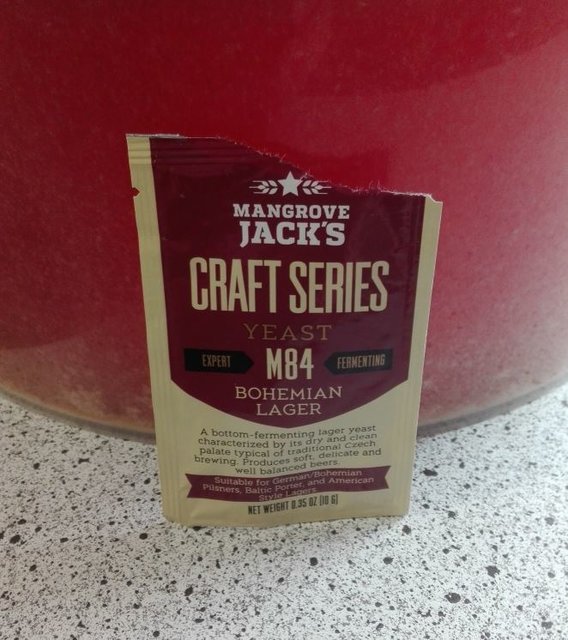 MANGROVE
JACK'S
CRAFT SERIES
YEAST
EXPERT M84 FERMENTING
BOHEMIAN
LAGER
A bottom-fermenting lager yeast
characterized by its dry and clean
palate typical of traditional Czech
brewing. Produces soft, delicate and
well balanced beers.
Suitable for German/Bohemian
Pilsners, Baltic Porter, and American
Style Lagers
NET WEIGHT 0.35 OZ (10 G)